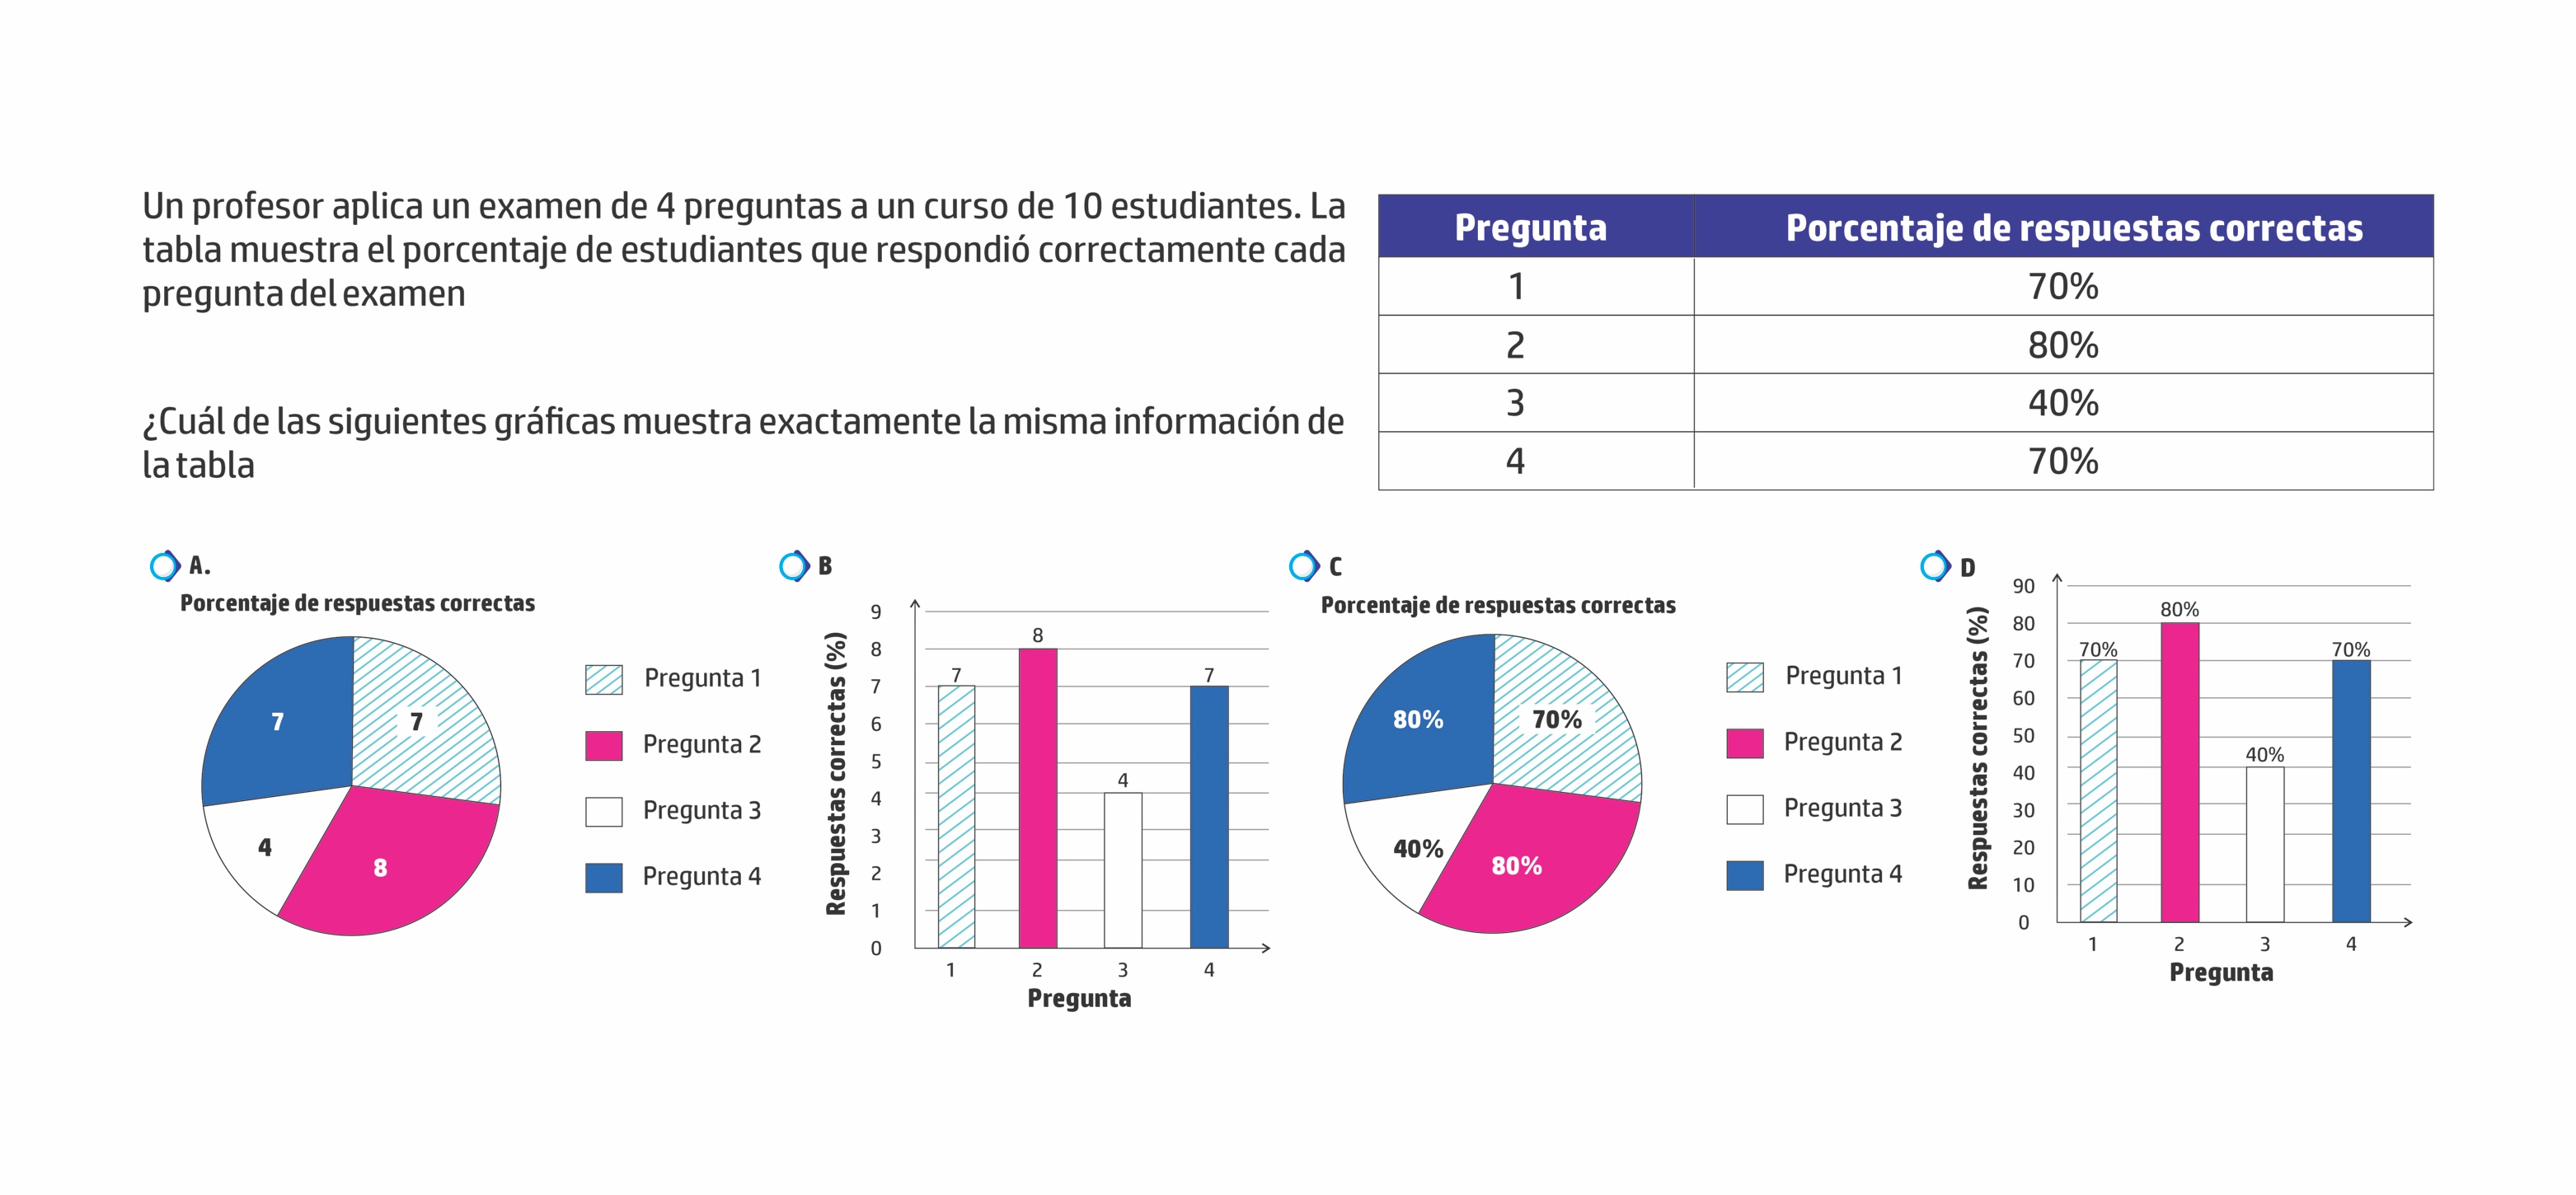 Un profesor aplica un examen de 4 preguntas a un curso de 10 estudiantes. La
tabla muestra el porcentaje de estudiantes que respondió correctamente cada
pregunta del examen
¿Cuál de las siguientes gráficas muestra exactamente la misma información de
la tabla
Pregunta Porcentaje de respuestas correctas
1 70%
2 80%
3 40%
4 70%
A.
Porcentaje de respuestas correctas
7
7
4
8
Pregunta 1
Pregunta 2
Pregunta 3
Pregunta 4
B
Respuestas correctas (%)
9
8
7
6
5
4
3
2
1
0
7
8
4
7
1 2 3 4
Pregunta
C
Porcentaje de respuestas correctas
80%
70%
40%
80%
Pregunta 1
Pregunta 2
Pregunta 3
Pregunta 4
D
Respuestas correctas (%)
90
80
70
60
50
40
30
20
10
0
70%
80%
40%
70%
1 2 3 4
Pregunta